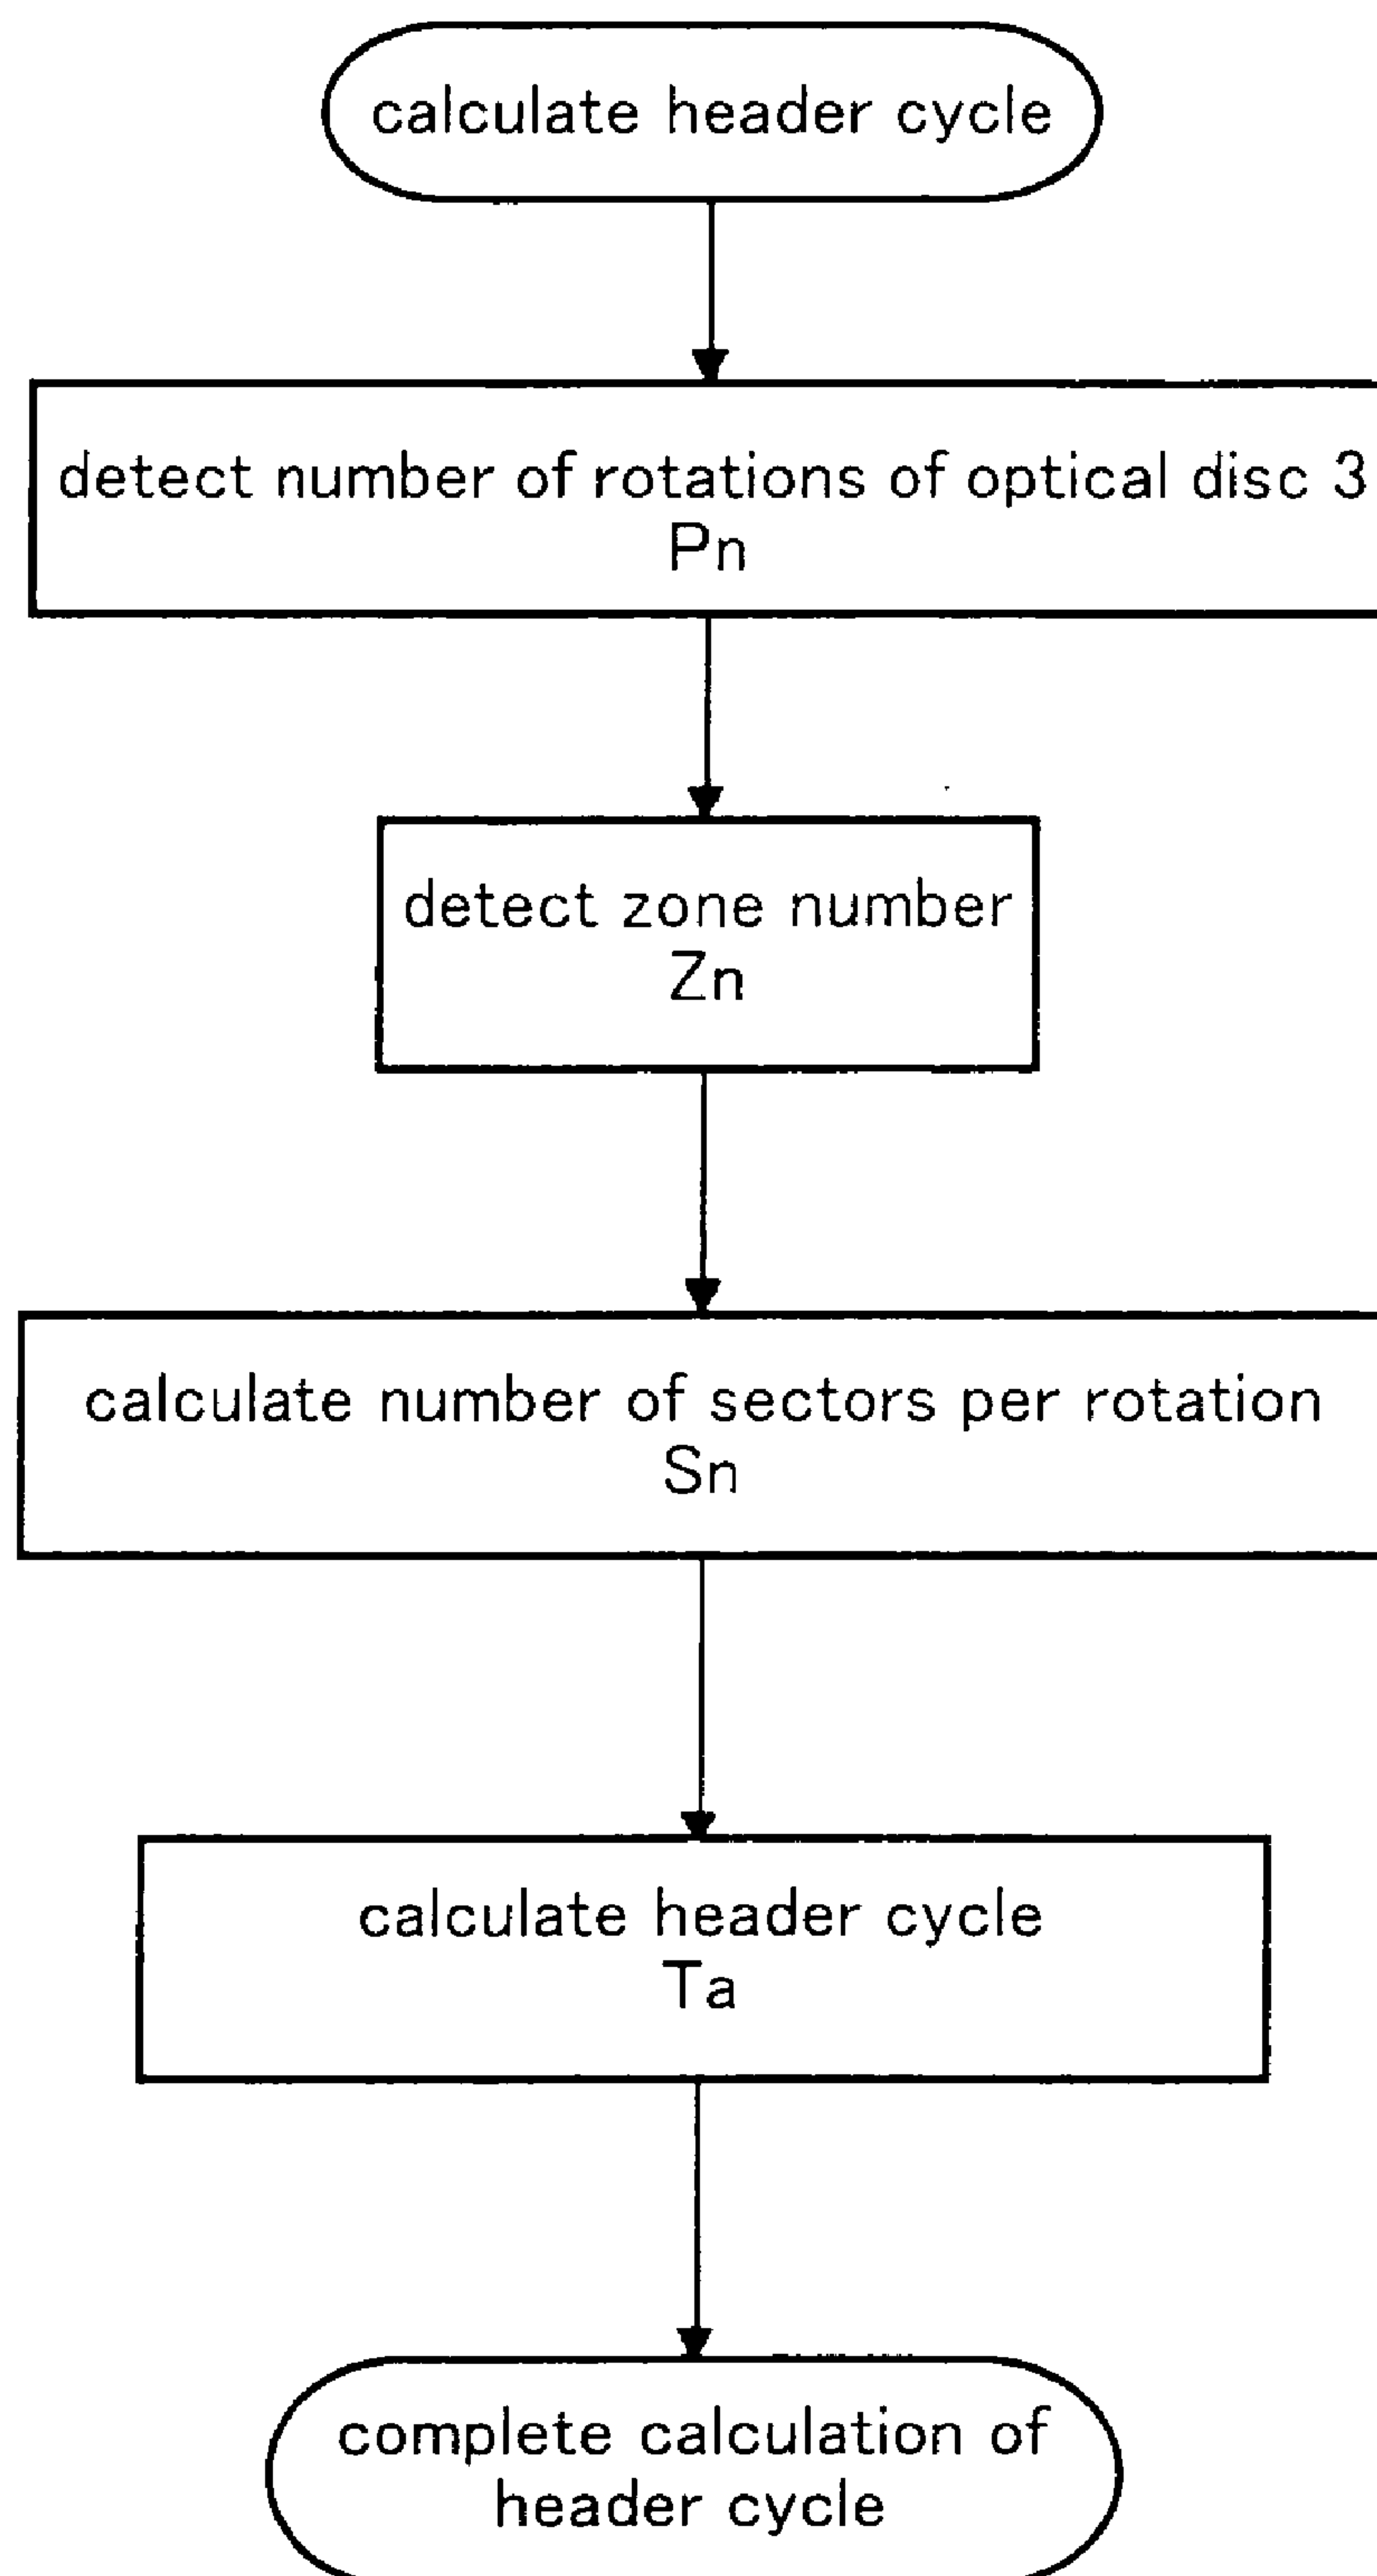 calculate header cycle
detect number of rotations of optical disc 3
Pn
detect zone number
Zn
calculate number of sectors per rotation
Sn
calculate header cycle
Ta
complete calculation of
header cycle